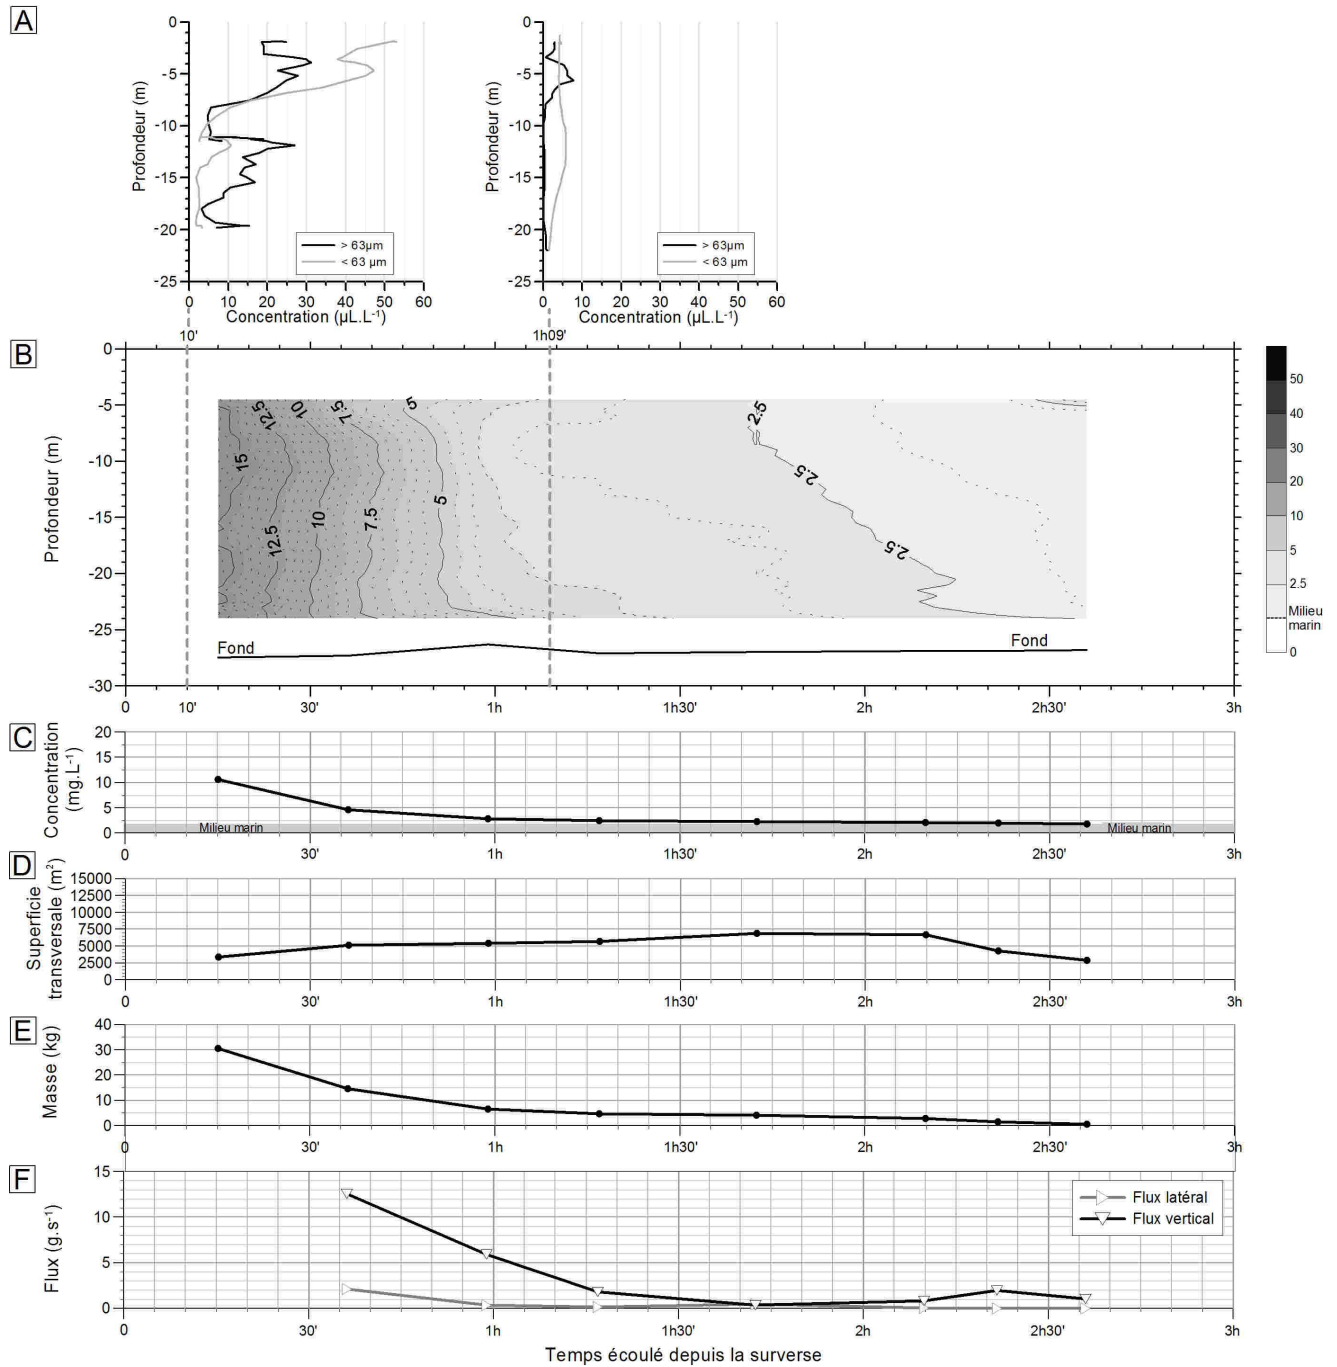 A
0
-5
-10
-15
-20
-25
Profondeur (m)
> 63µm
< 63 µm
0 10 20 30 40 50 60
Concentration (µL.L⁻¹)
10'
0
-5
-10
-15
-20
-25
Profondeur (m)
> 63µm
< 63 µm
0 10 20 30 40 50 60
Concentration (µL.L⁻¹)
1h09'
B
0
-5
-10
-15
-20
-25
-30
Profondeur (m)
12.5 10 7.5 5 2.5
15 2.5
12.5 10 7.5 5 2.5
Fond Fond
0 10' 30' 1h 1h30' 2h 2h30' 3h
50
40
30
20
10
5
2.5
Milieu
marin
0
C
Concentration
(mg.L⁻¹)
20
15
10
5
0
Milieu marin Milieu marin
0 30' 1h 1h30' 2h 2h30' 3h
D
Superficie
transversale (m²)
15000
12500
10000
7500
5000
2500
0
0 30' 1h 1h30' 2h 2h30' 3h
E
Masse (kg)
40
30
20
10
0
0 30' 1h 1h30' 2h 2h30' 3h
F
Flux (g.s⁻¹)
15
10
5
0
Flux latéral
Flux vertical
0 30' 1h 1h30' 2h 2h30' 3h
Temps écoulé depuis la surverse